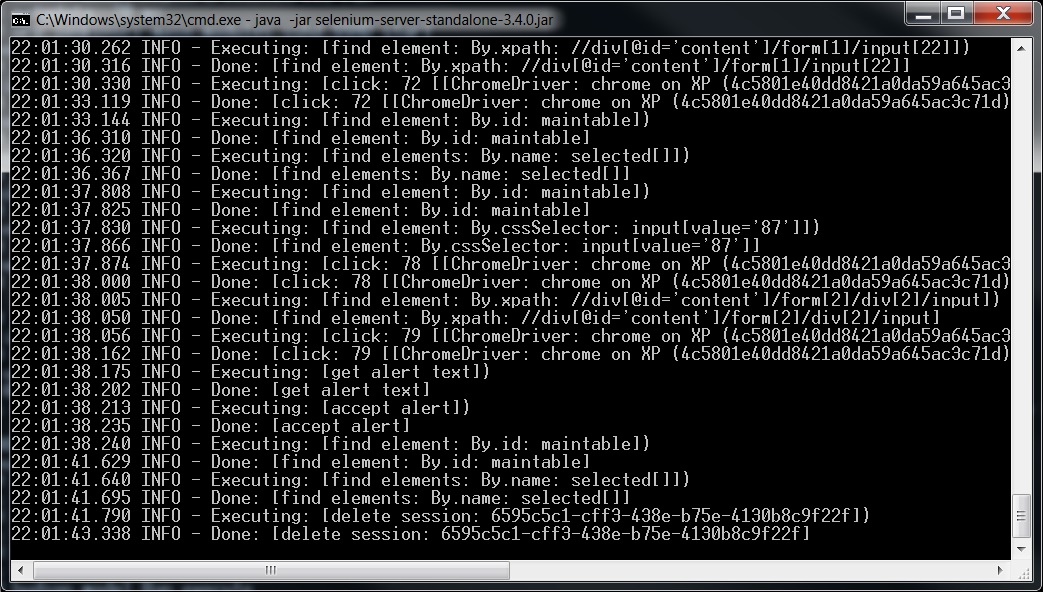 C:\Windows\system32\cmd.exe - java  -jar selenium-server-standalone-3.4.0.jar
22:01:30.262 INFO - Executing: [find element: By.xpath: //div[@id='content']/form[1]/input[22]])
22:01:30.316 INFO - Done: [find element: By.xpath: //div[@id='content']/form[1]/input[22]]
22:01:30.330 INFO - Executing: [click: 72 [[ChromeDriver: chrome on XP (4c5801e40dd8421a0da59a645ac3
22:01:33.119 INFO - Done: [click: 72 [[ChromeDriver: chrome on XP (4c5801e40dd8421a0da59a645ac3c71d)
22:01:33.144 INFO - Executing: [find element: By.id: maintable])
22:01:36.310 INFO - Done: [find element: By.id: maintable]
22:01:36.320 INFO - Executing: [find elements: By.name: selected[]])
22:01:36.367 INFO - Done: [find elements: By.name: selected[]]
22:01:37.808 INFO - Executing: [find element: By.id: maintable])
22:01:37.825 INFO - Done: [find element: By.id: maintable]
22:01:37.830 INFO - Executing: [find element: By.cssSelector: input[value='87']])
22:01:37.866 INFO - Done: [find element: By.cssSelector: input[value='87']]
22:01:37.874 INFO - Executing: [click: 78 [[ChromeDriver: chrome on XP (4c5801e40dd8421a0da59a645ac3
22:01:38.000 INFO - Done: [click: 78 [[ChromeDriver: chrome on XP (4c5801e40dd8421a0da59a645ac3c71d)
22:01:38.005 INFO - Executing: [find element: By.xpath: //div[@id='content']/form[2]/div[2]/input])
22:01:38.050 INFO - Done: [find element: By.xpath: //div[@id='content']/form[2]/div[2]/input]
22:01:38.056 INFO - Executing: [click: 79 [[ChromeDriver: chrome on XP (4c5801e40dd8421a0da59a645ac3
22:01:38.162 INFO - Done: [click: 79 [[ChromeDriver: chrome on XP (4c5801e40dd8421a0da59a645ac3c71d)
22:01:38.175 INFO - Executing: [get alert text])
22:01:38.202 INFO - Done: [get alert text]
22:01:38.213 INFO - Executing: [accept alert])
22:01:38.235 INFO - Done: [accept alert]
22:01:38.240 INFO - Executing: [find element: By.id: maintable])
22:01:41.629 INFO - Done: [find element: By.id: maintable]
22:01:41.640 INFO - Executing: [find elements: By.name: selected[]])
22:01:41.695 INFO - Done: [find elements: By.name: selected[]]
22:01:41.790 INFO - Executing: [delete session: 6595c5c1-cff3-438e-b75e-4130b8c9f22f])
22:01:43.338 INFO - Done: [delete session: 6595c5c1-cff3-438e-b75e-4130b8c9f22f]